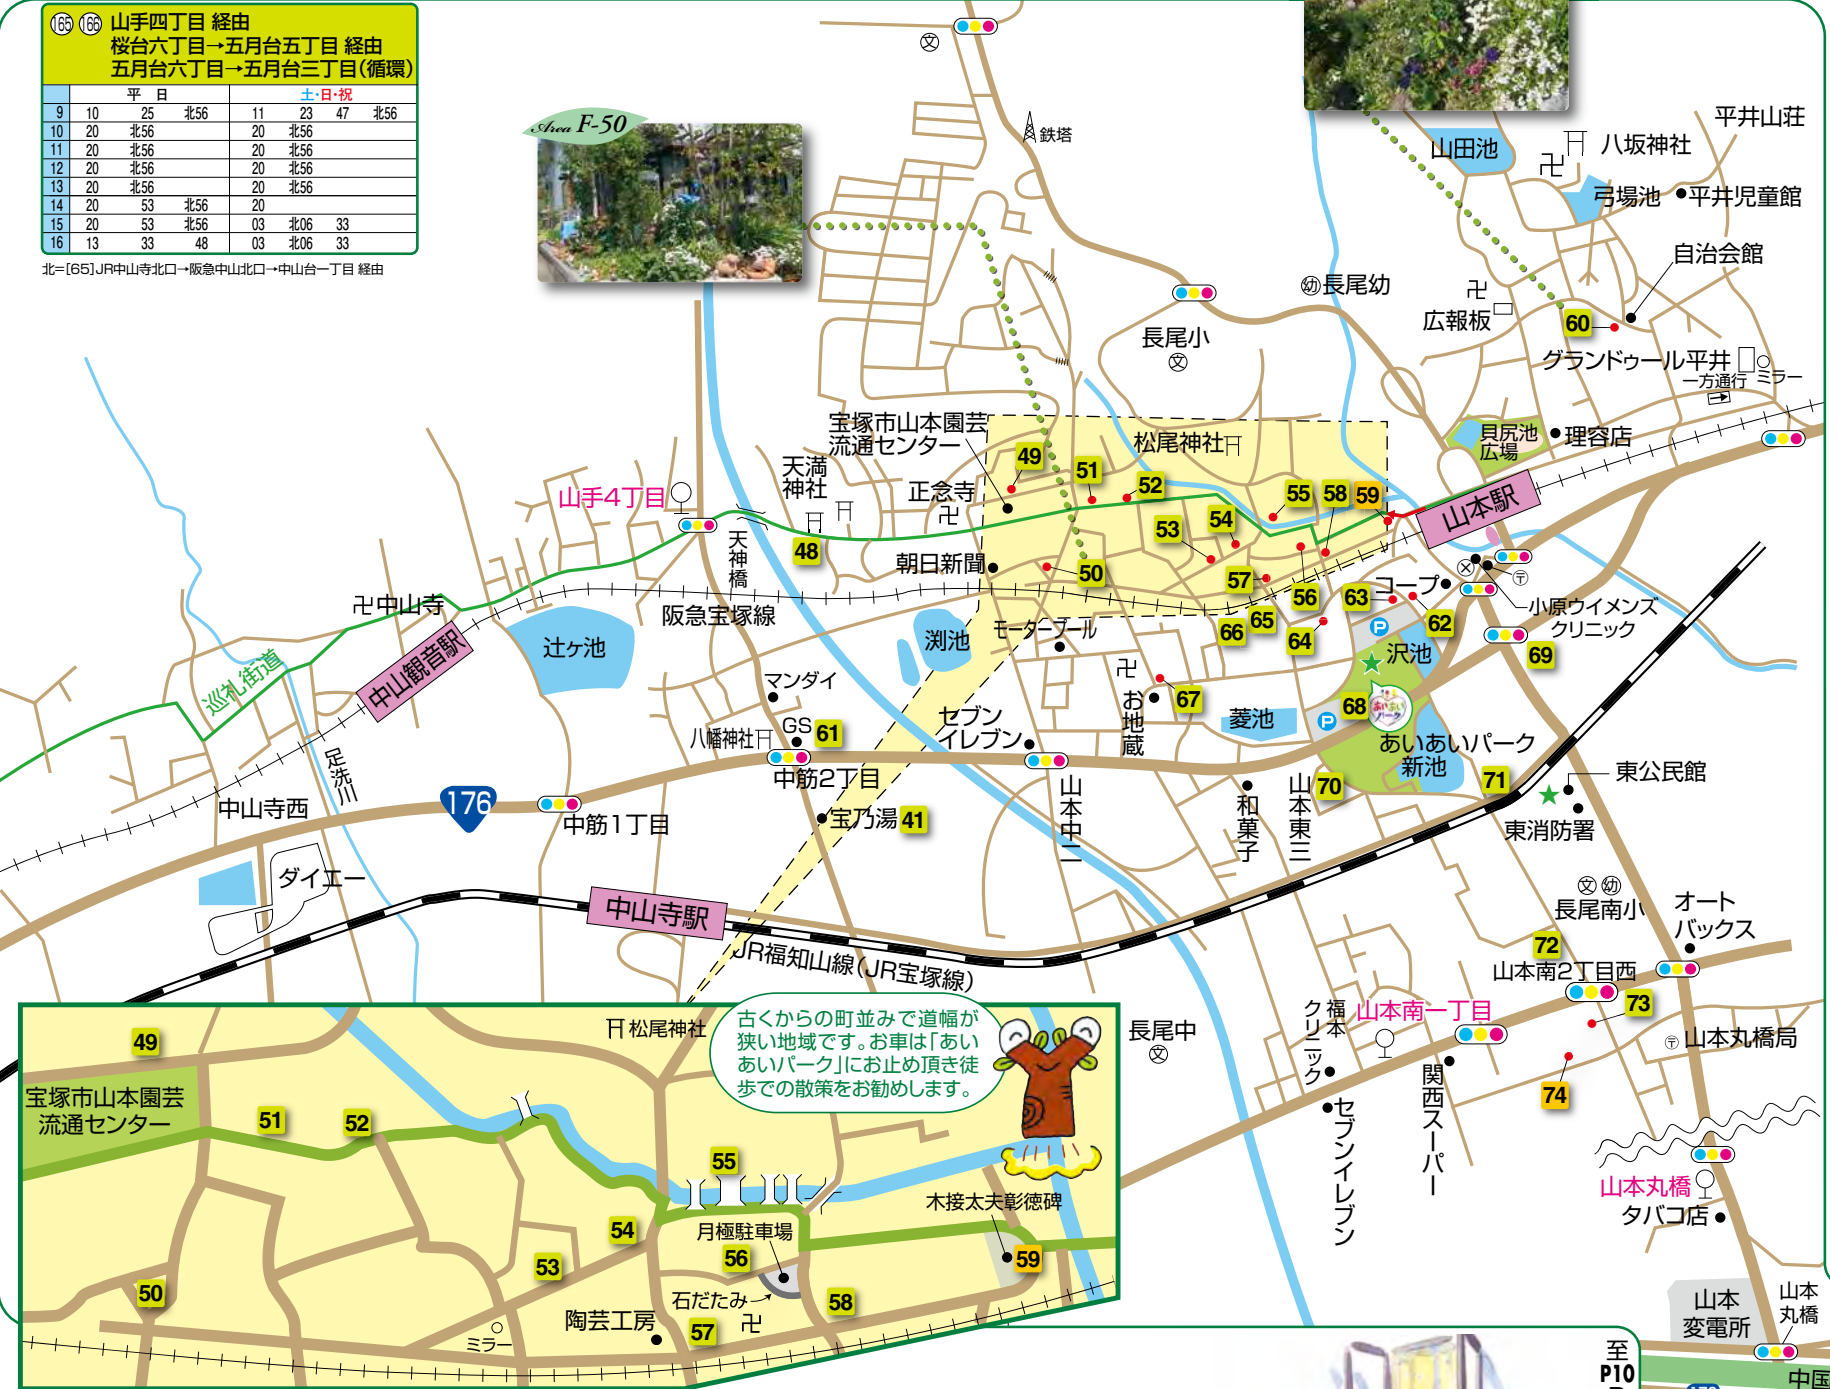 165 166 山手四丁目 経由
桜台六丁目→五月台五丁目 経由
五月台六丁目→五月台三丁目(循環)
平 日 土・日・祝
9 10 25 北56 11 23 47 北56
10 20 北56 20 北56
11 20 北56 20 北56
12 20 北56 20 北56
13 20 北56 20 北56
14 20 53 北56 20
15 20 53 北56 03 北06 33
16 13 33 48 03 北06 33
北=[65]JR中山寺北口→阪急中山北口→中山台一丁目 経由
Area F-50
文
鉄塔
山田池
八坂神社
平井山荘
弓場池
平井児童館
自治会館
幼長尾幼
広報板
60
長尾小
文
グランドゥール平井
一方通行
ミラー
貝尻池
広場
理容店
宝塚市山本園芸
流通センター
松尾神社
49
51
52
天満
神社
正念寺
山手4丁目
55
58
59
山本駅
53
54
48
天神橋
朝日新聞
50
57
56
コープ
63
62
小原ウイメンズ
クリニック
卍中山寺
阪急宝塚線
辻ヶ池
渕池
モータープール
66
65
64
沢池
69
中山観音駅
巡礼街道
マンダイ
お地蔵
67
菱池
P
P
68
あいあいパーク
あいあいパーク
新池
八幡神社
GS
61
セブン
イレブン
中筋2丁目
足洗川
中山寺西
176
中筋1丁目
宝乃湯
41
山本中二
和菓子
山本東三
70
71
東公民館
東消防署
ダイエー
中山寺駅
JR福知山線(JR宝塚線)
文 幼
長尾南小
オート
バックス
72
山本南2丁目西
73
山本南一丁目
福本
クリニック
長尾中
文
関西スーパー
74
〒山本丸橋局
セブンイレブン
山本丸橋
タバコ店
山本
変電所
山本
丸橋
至
P10
中国
49
松尾神社
古くからの町並みで道幅が
狭い地域です。お車は「あい
あいパーク」にお止め頂き徒
歩での散策をお勧めします。
宝塚市山本園芸
流通センター
51
52
55
木接太夫彰徳碑
54
月極駐車場
56
59
53
50
石だたみ
58
陶芸工房
57
ミラー